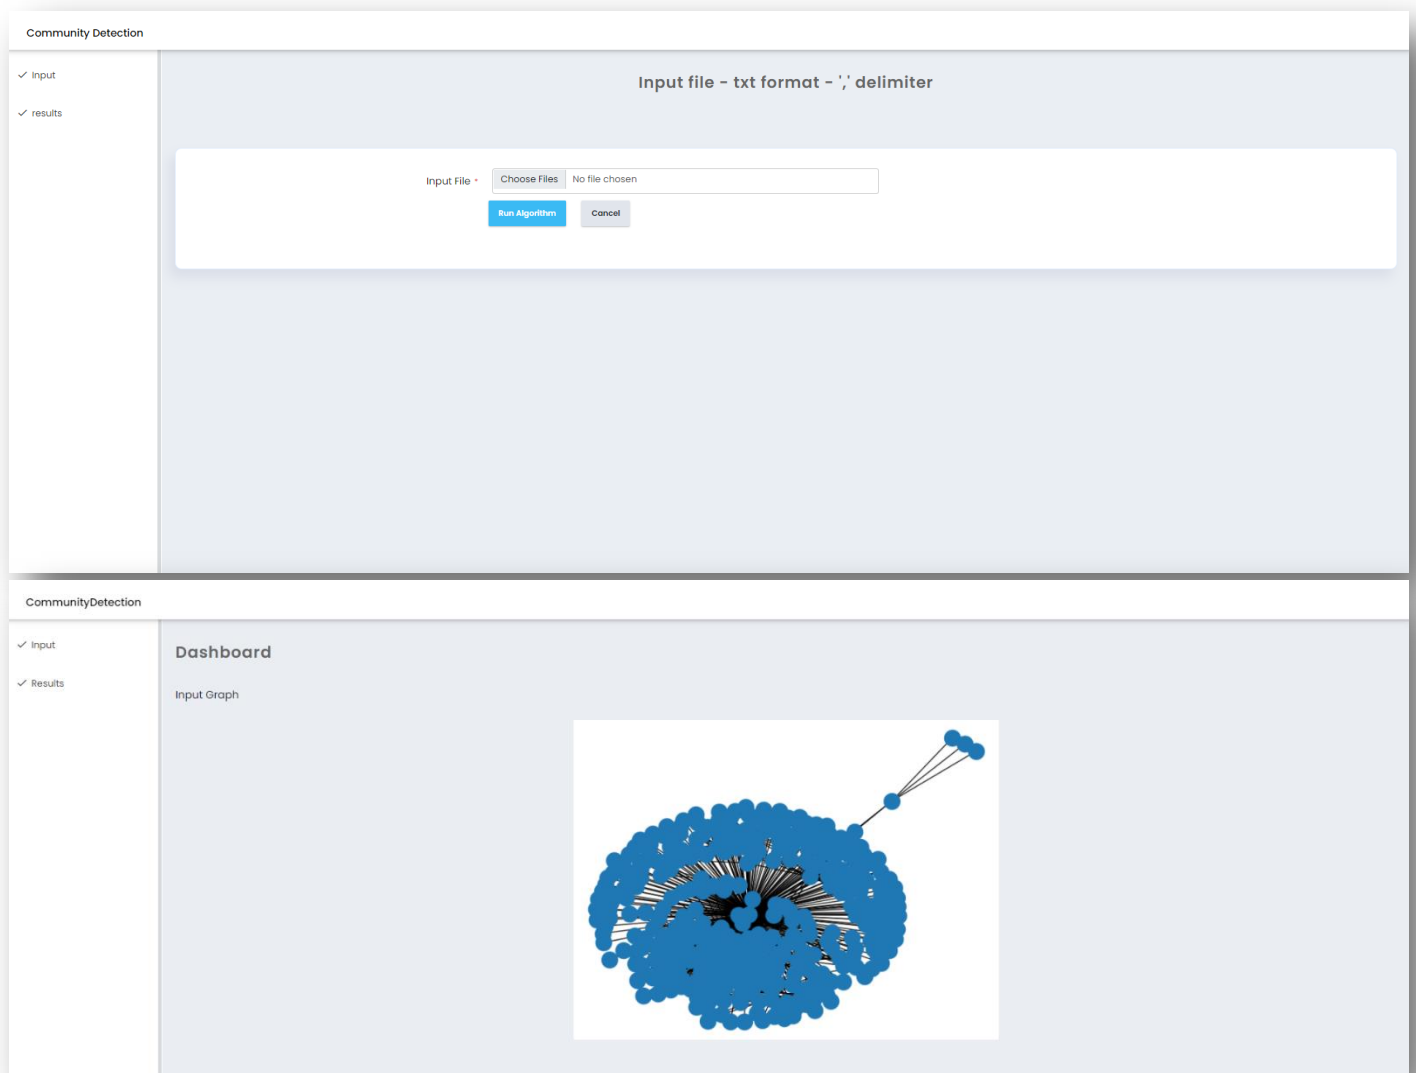 Community Detection
Input
results
Input file - txt format - ',' delimiter
Input File *
Choose Files No file chosen
Run Algorithm Cancel
CommunityDetection
Input
Results
Dashboard
Input Graph